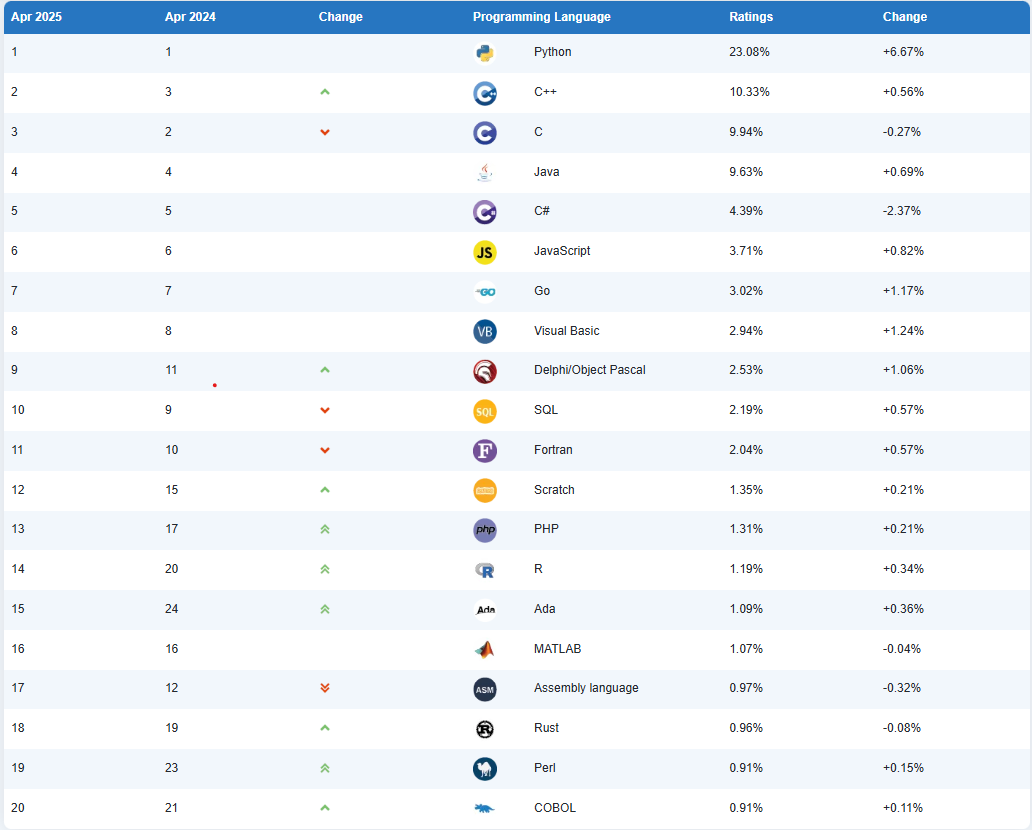 Apr 2025 Apr 2024 Change Programming Language Ratings Change
1 1 Python 23.08% +6.67%
2 3 C++ 10.33% +0.56%
3 2 C 9.94% -0.27%
4 4 Java 9.63% +0.69%
5 5 C# 4.39% -2.37%
6 6 JS JavaScript 3.71% +0.82%
7 7 GO Go 3.02% +1.17%
8 8 VB Visual Basic 2.94% +1.24%
9 11 Delphi/Object Pascal 2.53% +1.06%
10 9 SQL SQL 2.19% +0.57%
11 10 F Fortran 2.04% +0.57%
12 15 Scratch 1.35% +0.21%
13 17 php PHP 1.31% +0.21%
14 20 R R 1.19% +0.34%
15 24 Ada Ada 1.09% +0.36%
16 16 MATLAB 1.07% -0.04%
17 12 ASM Assembly language 0.97% -0.32%
18 19 R Rust 0.96% -0.08%
19 23 Perl 0.91% +0.15%
20 21 COBOL 0.91% +0.11%